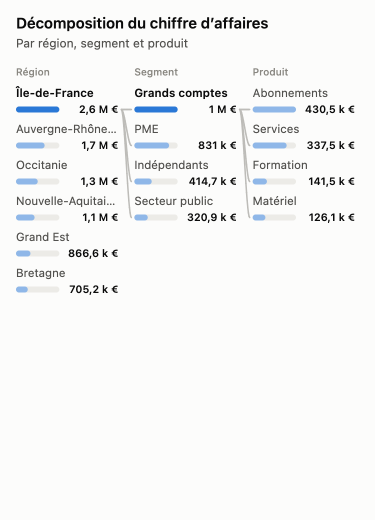 Décomposition du chiffre d’affaires
Par région, segment et produit
Région Segment Produit
Île-de-France Grands comptes Abonnements
2,6 M € 1 M € 430,5 k €
Auvergne-Rhône… PME Services
1,7 M € 831 k € 337,5 k €
Occitanie Indépendants Formation
1,3 M € 414,7 k € 141,5 k €
Nouvelle-Aquitai… Secteur public Matériel
1,1 M € 320,9 k € 126,1 k €
Grand Est
866,6 k €
Bretagne
705,2 k €